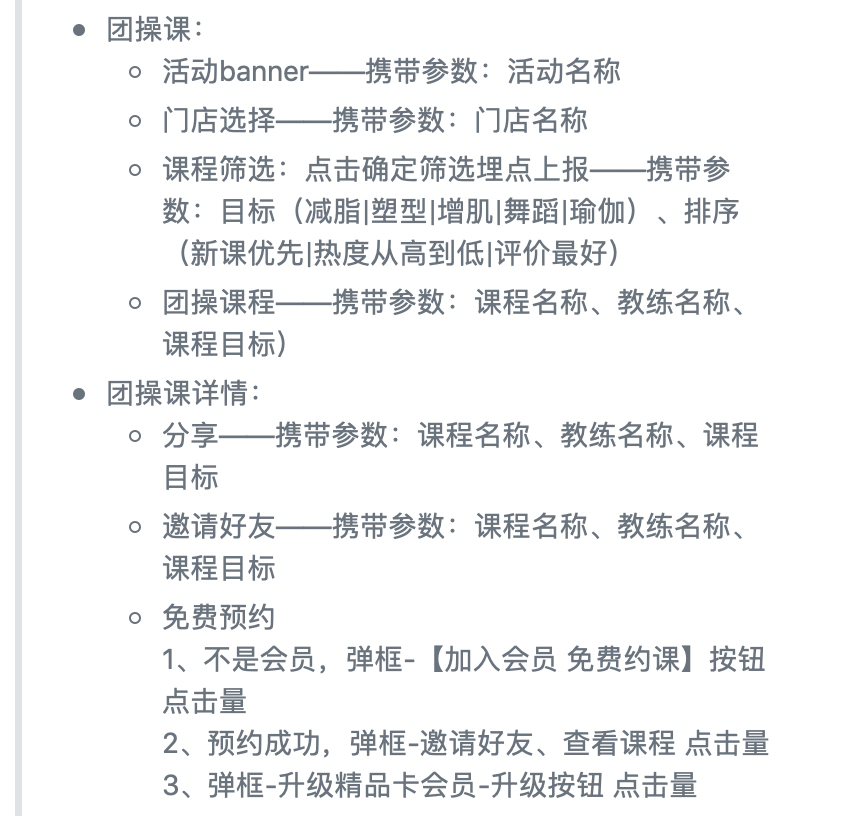 团操课：
活动banner——携带参数：活动名称
门店选择——携带参数：门店名称
课程筛选：点击确定筛选埋点上报——携带参
数：目标（减脂|塑型|增肌|舞蹈|瑜伽）、排序
（新课优先|热度从高到低|评价最好）
团操课程——携带参数：课程名称、教练名称、
课程目标）
团操课详情：
分享——携带参数：课程名称、教练名称、课程
目标
邀请好友——携带参数：课程名称、教练名称、
课程目标
免费预约
1、不是会员，弹框-【加入会员 免费约课】按钮
点击量
2、预约成功，弹框-邀请好友、查看课程 点击量
3、弹框-升级精品卡会员-升级按钮 点击量